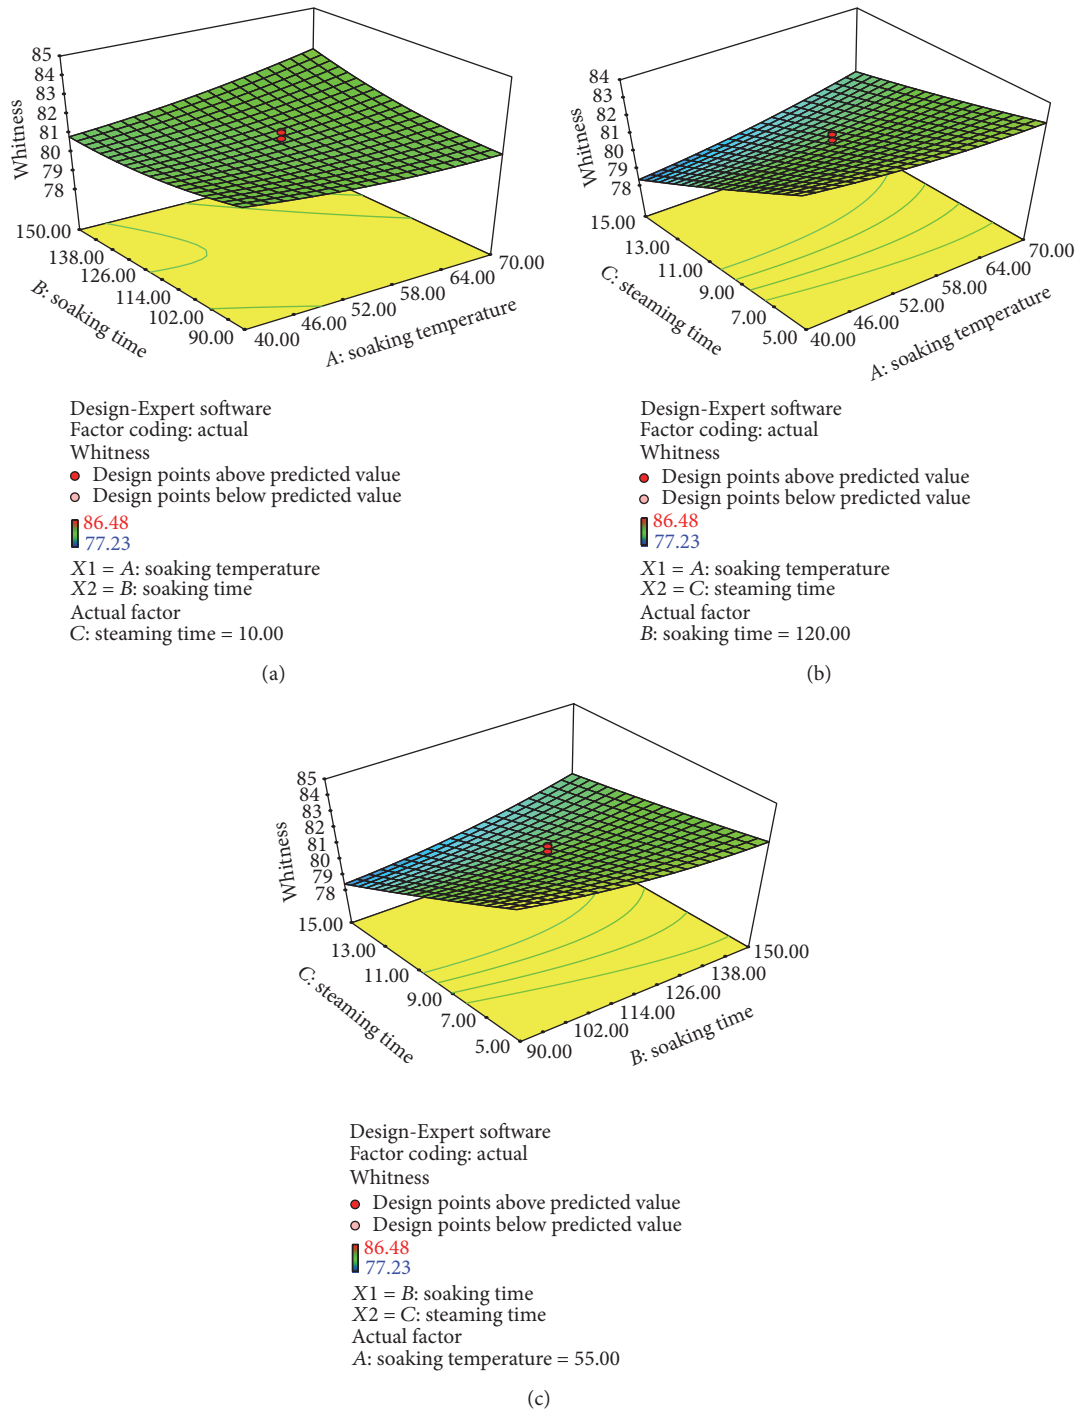 85
84
83
82
81
80
79
78
Whitness
150.00
138.00
126.00
114.00
102.00
90.00
B: soaking time
40.00
46.00
52.00
58.00
64.00
70.00
A: soaking temperature
Design-Expert software
Factor coding: actual
Whitness
Design points above predicted value
Design points below predicted value
86.48
77.23
X1 = A: soaking temperature
X2 = B: soaking time
Actual factor
C: steaming time = 10.00
(a)
84
83
82
81
80
79
78
Whitness
15.00
13.00
11.00
9.00
7.00
5.00
C: steaming time
40.00
46.00
52.00
58.00
64.00
70.00
A: soaking temperature
Design-Expert software
Factor coding: actual
Whitness
Design points above predicted value
Design points below predicted value
86.48
77.23
X1 = A: soaking temperature
X2 = C: steaming time
Actual factor
B: soaking time = 120.00
(b)
85
84
83
82
81
80
79
78
Whitness
15.00
13.00
11.00
9.00
7.00
5.00
C: steaming time
90.00
102.00
114.00
126.00
138.00
150.00
B: soaking time
Design-Expert software
Factor coding: actual
Whitness
Design points above predicted value
Design points below predicted value
86.48
77.23
X1 = B: soaking time
X2 = C: steaming time
Actual factor
A: soaking temperature = 55.00
(c)